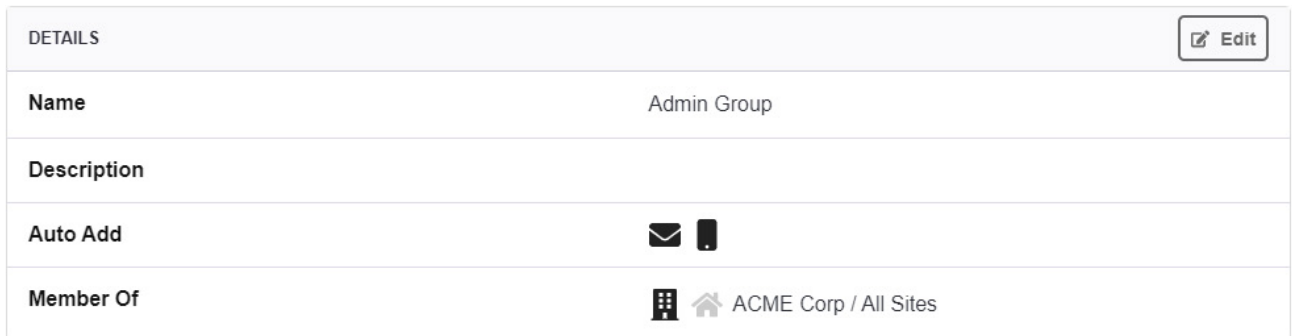 DETAILS Edit
Name Admin Group
Description
Auto Add
Member Of ACME Corp / All Sites